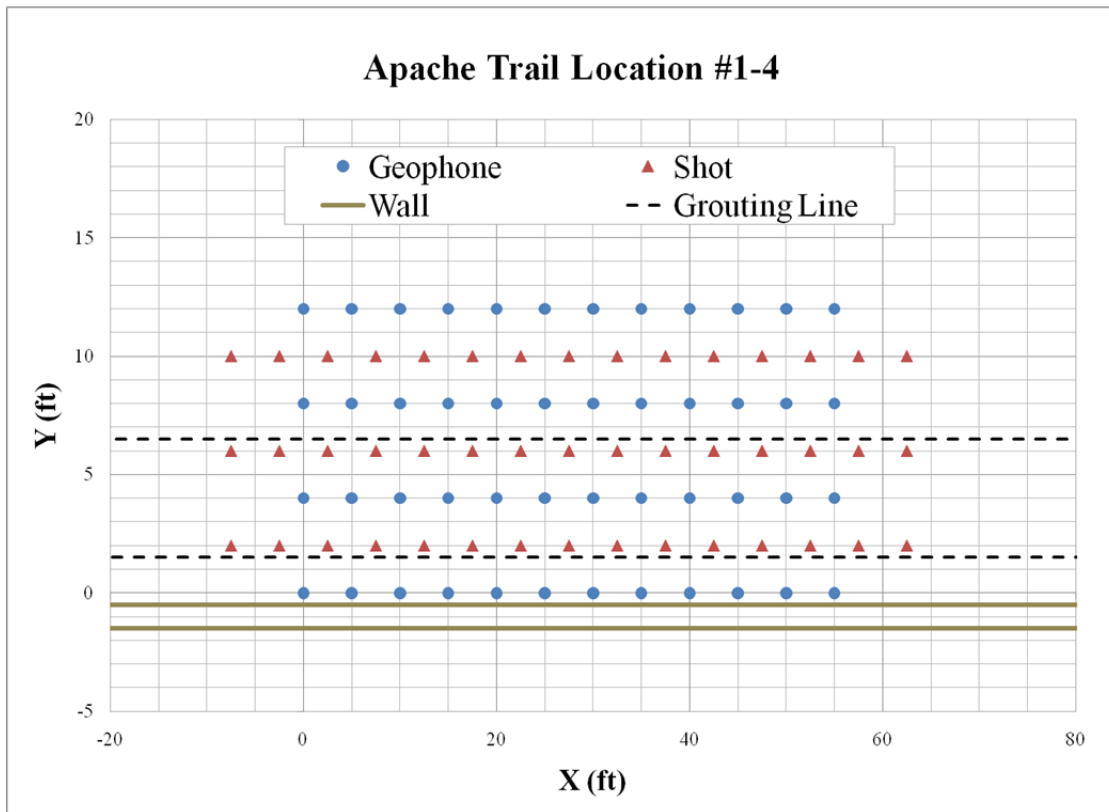 Apache Trail Location #1-4
20
Geophone Shot
Wall Grouting Line
15
10
5
0
-5
-20 0 20 40 60 80
Y (ft)
X (ft)